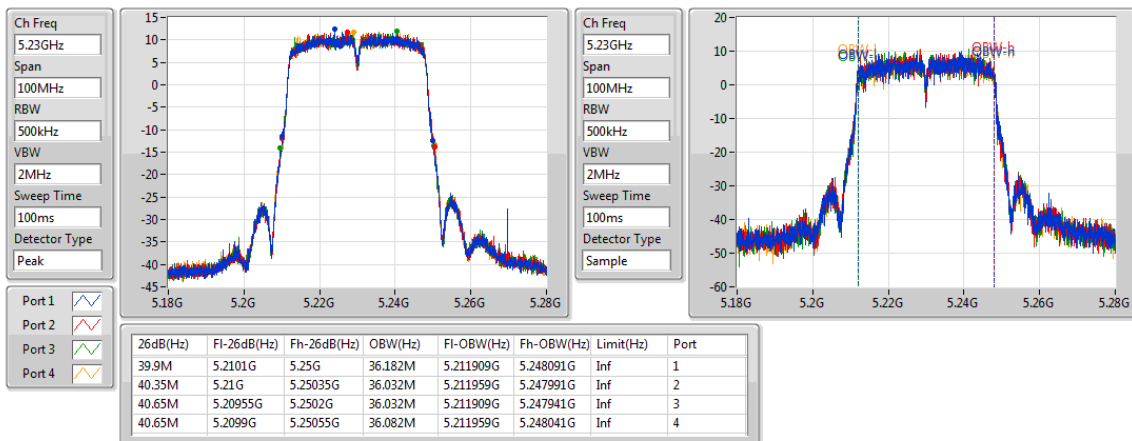 Ch Freq
5.23GHz
Span
100MHz
RBW
500kHz
VBW
2MHz
Sweep Time
100ms
Detector Type
Peak
15
10
5
0
-5
-10
-15
-20
-25
-30
-35
-40
-45
5.18G 5.2G 5.22G 5.24G 5.26G 5.28G
Ch Freq
5.23GHz
Span
100MHz
RBW
500kHz
VBW
2MHz
Sweep Time
100ms
Detector Type
Sample
20
10
0
-10
-20
-30
-40
-50
-60
OBW-h
5.18G 5.2G 5.22G 5.24G 5.26G 5.28G
Port 1
Port 2
Port 3
Port 4
26dB(Hz) Fl-26dB(Hz) Fh-26dB(Hz) OBW(Hz) Fl-OBW(Hz) Fh-OBW(Hz) Limit(Hz) Port
39.9M 5.2101G 5.25G 36.182M 5.211909G 5.248091G Inf 1
40.35M 5.21G 5.25035G 36.032M 5.211959G 5.247991G Inf 2
40.65M 5.20955G 5.2502G 36.032M 5.211909G 5.247941G Inf 3
40.65M 5.2099G 5.25055G 36.082M 5.211959G 5.248041G Inf 4